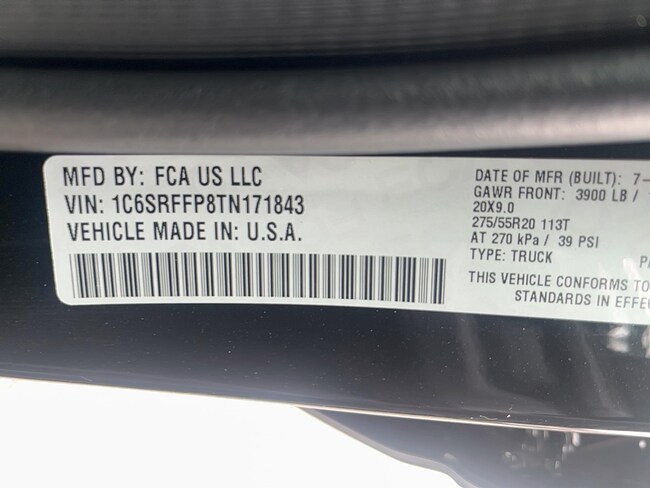 MFD BY: FCA US LLC
VIN: 1C6SRFFP8TN171843
VEHICLE MADE IN: U.S.A.
DATE OF MFR (BUILT): 7-
GAWR FRONT: 3900 LB /
20X9.0
275/55R20 113T
AT 270 kPa / 39 PSI
TYPE: TRUCK
THIS VEHICLE CONFORMS TO
STANDARDS IN